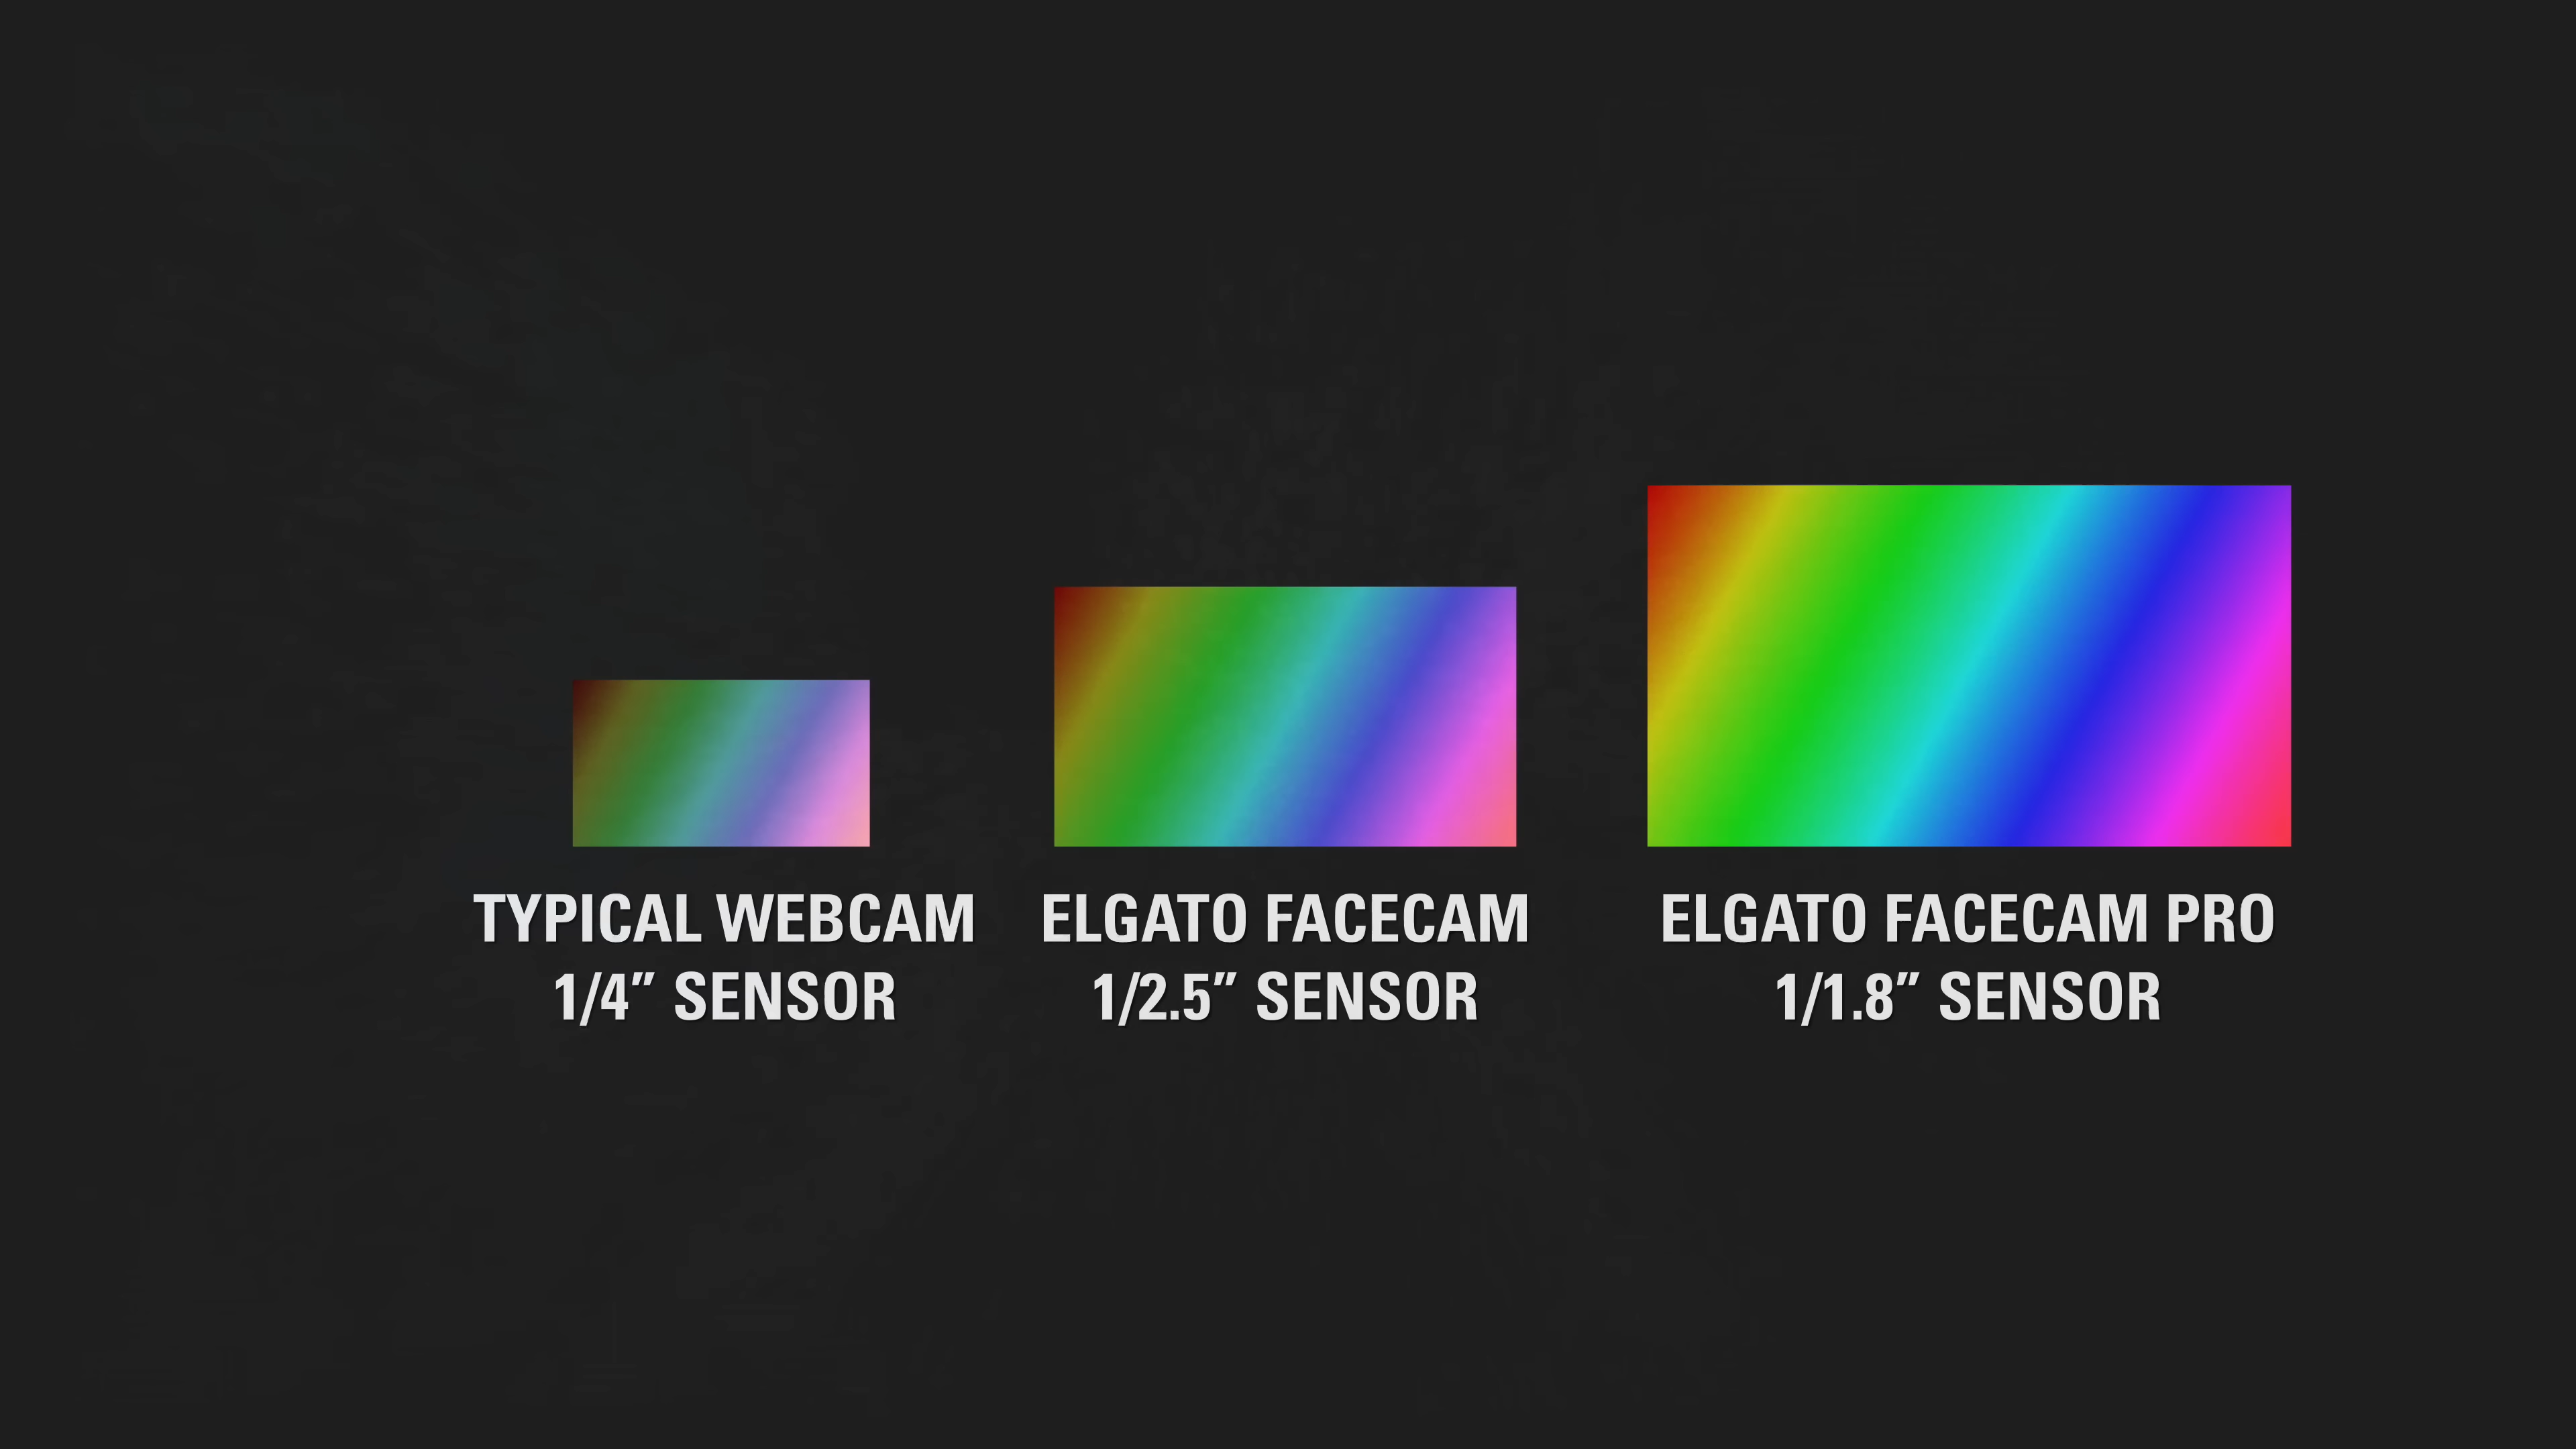 TYPICAL WEBCAM
1/4” SENSOR
ELGATO FACECAM
1/2.5” SENSOR
ELGATO FACECAM PRO
1/1.8” SENSOR